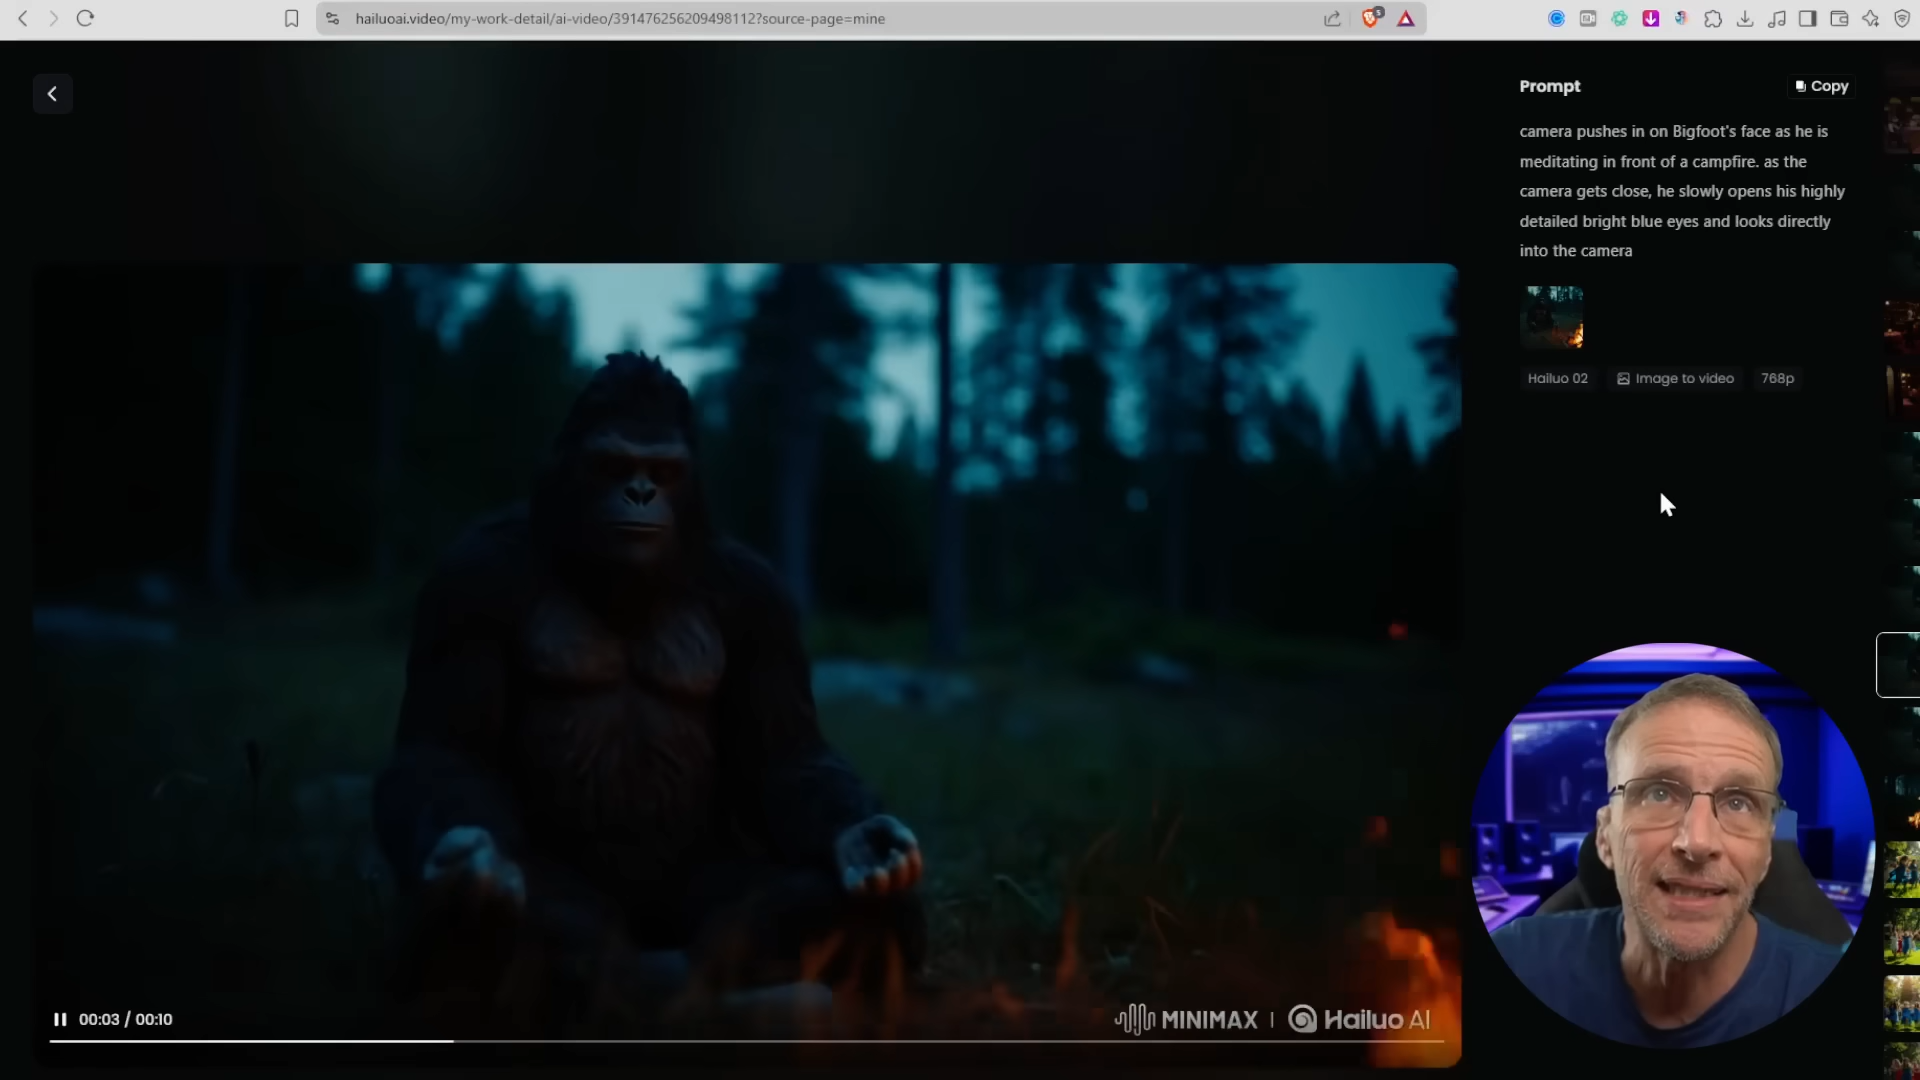 hailuoai.video/my-work-detail/ai-video/391476256209498112?source-page=mine
Prompt
Copy
camera pushes in on Bigfoot's face as he is
meditating in front of a campfire. as the
camera gets close, he slowly opens his highly
detailed bright blue eyes and looks directly
into the camera
Hailuo 02
Image to video
768p
00:03 / 00:10
MINIMAX | Hailuo AI